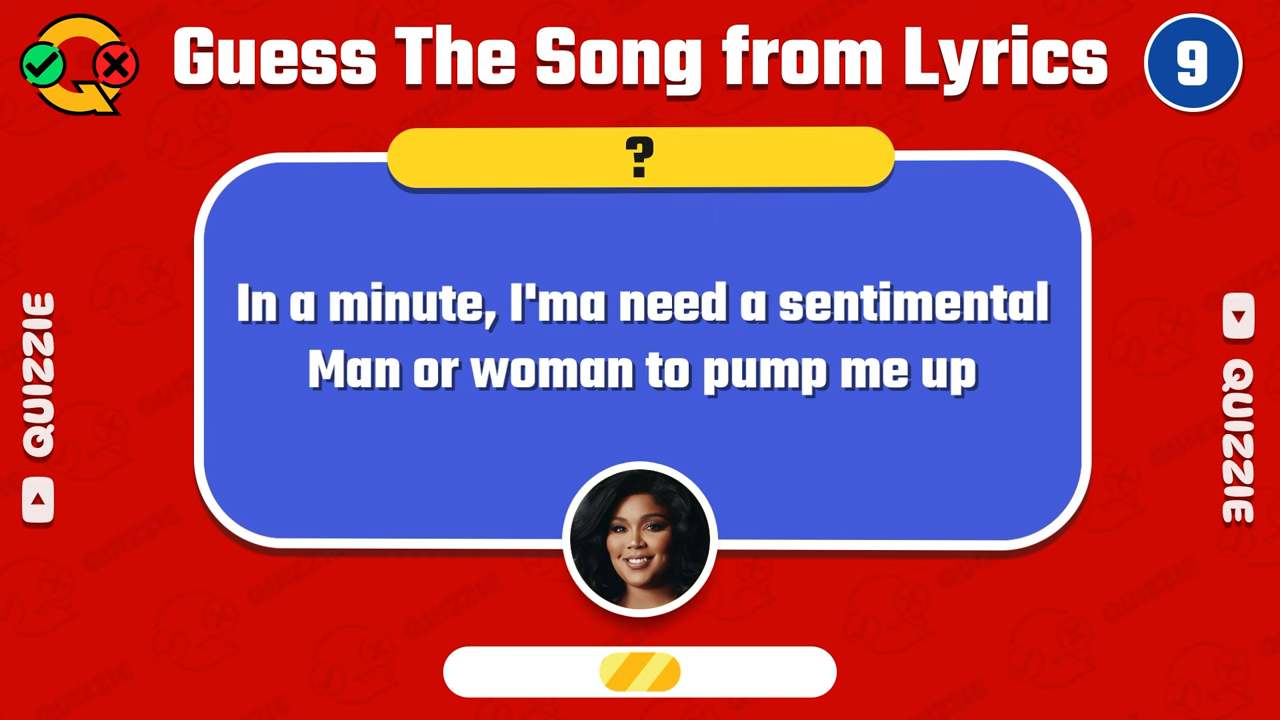 Guess The Song from Lyrics
9
?
In a minute, I'ma need a sentimental
Man or woman to pump me up
QUIZZIE
QUIZZIE